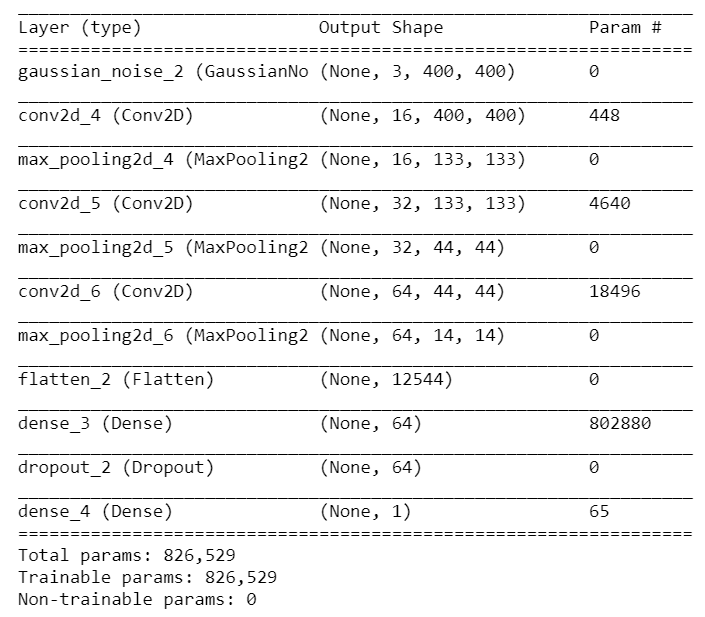 Layer (type) Output Shape Param #
gaussian_noise_2 (GaussianNo (None, 3, 400, 400) 0
conv2d_4 (Conv2D) (None, 16, 400, 400) 448
max_pooling2d_4 (MaxPooling2 (None, 16, 133, 133) 0
conv2d_5 (Conv2D) (None, 32, 133, 133) 4640
max_pooling2d_5 (MaxPooling2 (None, 32, 44, 44) 0
conv2d_6 (Conv2D) (None, 64, 44, 44) 18496
max_pooling2d_6 (MaxPooling2 (None, 64, 14, 14) 0
flatten_2 (Flatten) (None, 12544) 0
dense_3 (Dense) (None, 64) 802880
dropout_2 (Dropout) (None, 64) 0
dense_4 (Dense) (None, 1) 65
Total params: 826,529
Trainable params: 826,529
Non-trainable params: 0